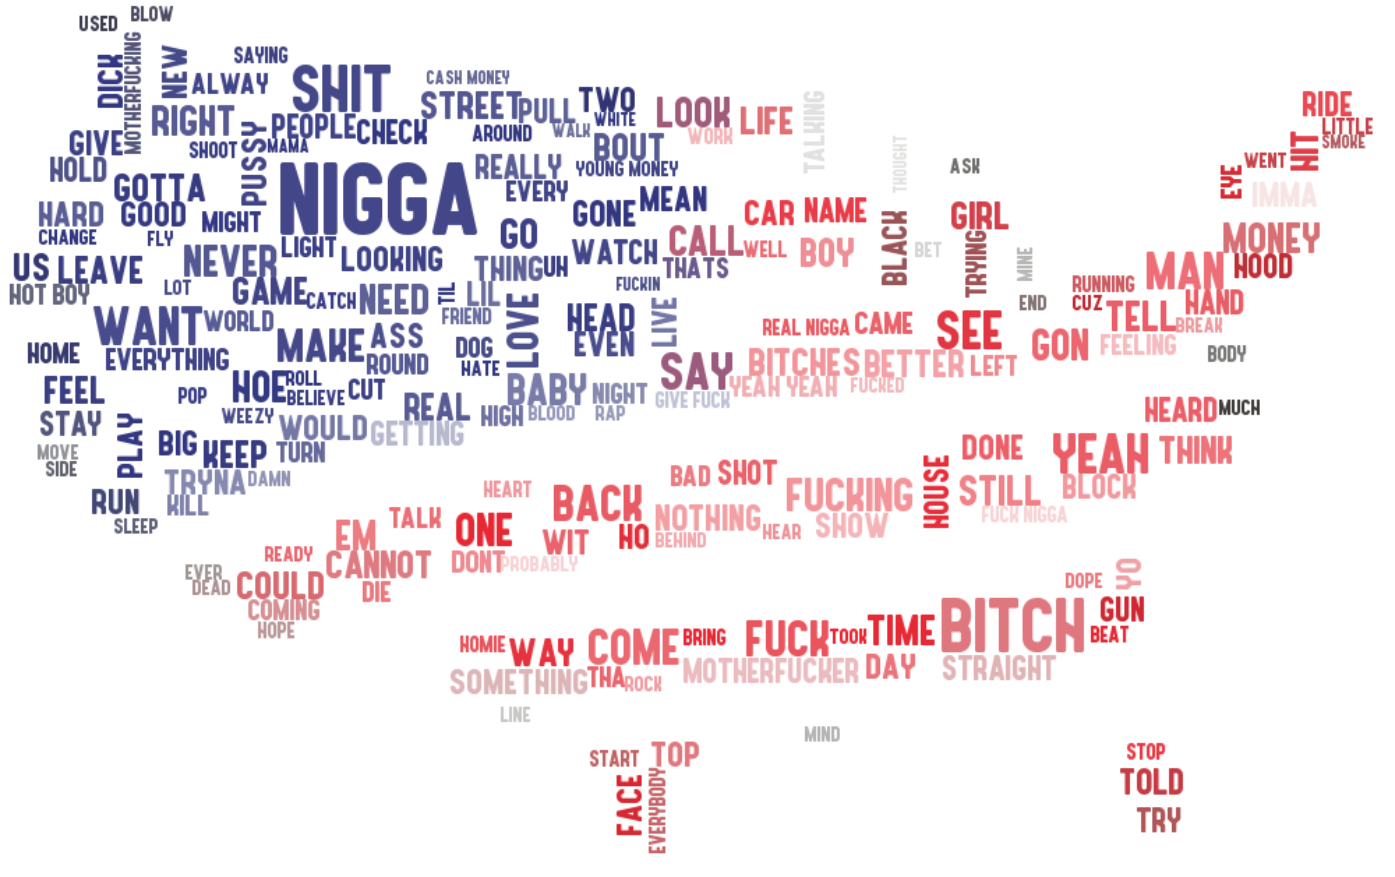 BLOW
USED
MOTHERFUCKING
DICK
NEW
SAYING
ALWAY
SHIT
CASH MONEY
STREET
PULL
TWO
WHITE
LOOK
LIFE
WORK
TALKING
RIDE
LITTLE
SMOKE
HIT
WENT
EYE
IMMA
RIGHT
PEOPLE
CHECK
AROUND
WALK
BOUT
GIVE
SHOOT
MAMA
PUSSY
HOLD
REALLY
YOUNG MONEY
THOUGHT
ASK
GOTTA
NIGGA
EVERY
MEAN
HARD
GOOD
MIGHT
GONE
CAR
NAME
BLACK
GIRL
CHANGE
FLY
LIGHT
LOOKING
GO
WATCH
CALL
WELL
BOY
BET
TRYING
MINE
MONEY
HOOD
US
LEAVE
NEVER
THING
UH
THATS
MAN
HOT BOY
LOT
GAME
CATCH
NEED
TIL
LIL
FUCKIN
RUNNING
CUZ
END
HAND
WANT
WORLD
FRIEND
LOVE
HEAD
LIVE
REAL NIGGA
CAME
SEE
TELL
BREAK
MAKE
ASS
EVEN
GON
FEELING
HOME
EVERYTHING
ROUND
DOG
HATE
SAY
BITCHES
BETTER
LEFT
BODY
FEEL
POP
HOE
ROLL
BELIEVE
CUT
BABY
NIGHT
GIVE FUCK
YEAH YEAH
FUCKED
STAY
PLAY
WEEZY
REAL
HIGH
BLOOD
RAP
HEARD
MUCH
MOVE
SIDE
BIG
KEEP
WOULD
TURN
GETTING
DONE
YEAH
THINK
TRYNA
DAMN
BAD
SHOT
RUN
KILL
HEART
BACK
FUCKING
HOUSE
STILL
BLOCK
SLEEP
EM
TALK
ONE
WIT
HO
NOTHING
BEHIND
HEAR
SHOW
FUCK NIGGA
READY
CANNOT
DONT
PROBABLY
EVER
DEAD
COULD
DIE
DOPE
YO
COMING
HOPE
HOMIE
WAY
COME
BRING
FUCK
TOOK
TIME
BITCH
GUN
BEAT
SOMETHING
THA
ROCK
MOTHERFUCKER
DAY
STRAIGHT
LINE
MIND
START
TOP
FACE
EVERYBODY
STOP
TOLD
TRY